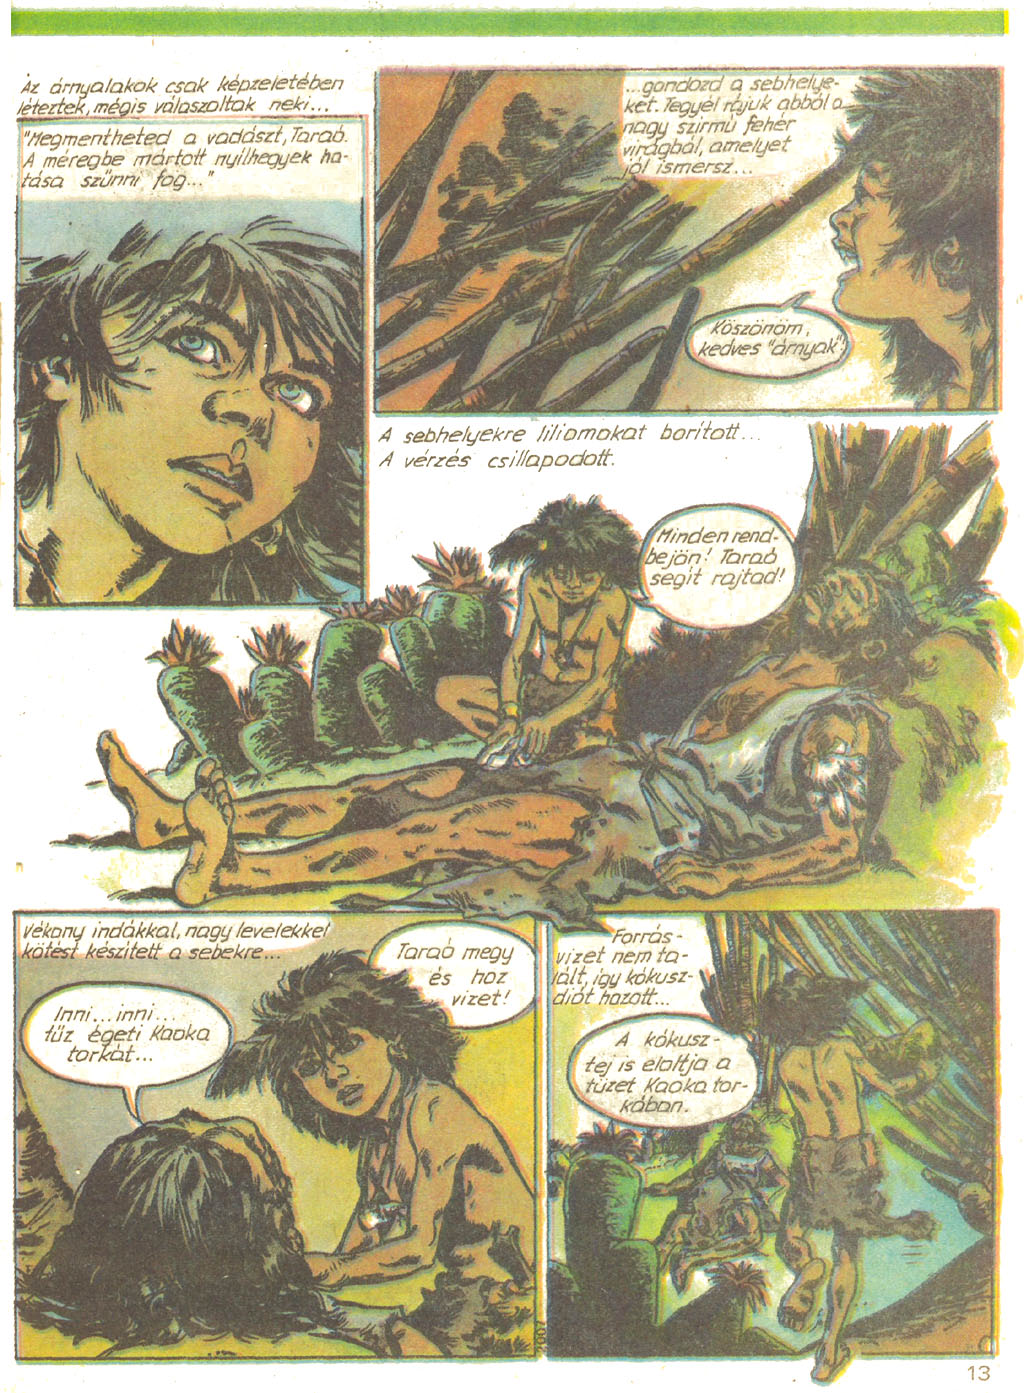 Az árnyalakok csak képzeletében
léteztek, mégis válaszoltak neki...
"Megmentheted a vadászt, Taraó.
A méregbe mártott nyílhegyek ha-
tása szűnni fog..."
...gondozd a sebhelye-
ket. Tegyél rájuk abból a
nagy szirmú fehér
virágból, amelyet
jól ismersz...
Köszönöm,
kedves "árnyak"!
A sebhelyekre liliomokat borított...
A vérzés csillapodott.
Minden rend-
bejön! Taraó
segít rajtad!
Vékony indákkal, nagy levelekkel
kötést készített a sebekre...
Taraó megy
és hoz
vizet!
Inni...inni...
tűz égeti Kaoka
torkát...
Forrás-
vizet nem ta-
lált, így kókusz-
diót hozott...
A kókusz-
tej is eloltja a
tüzet Kaoka tor-
kában.
2007
13